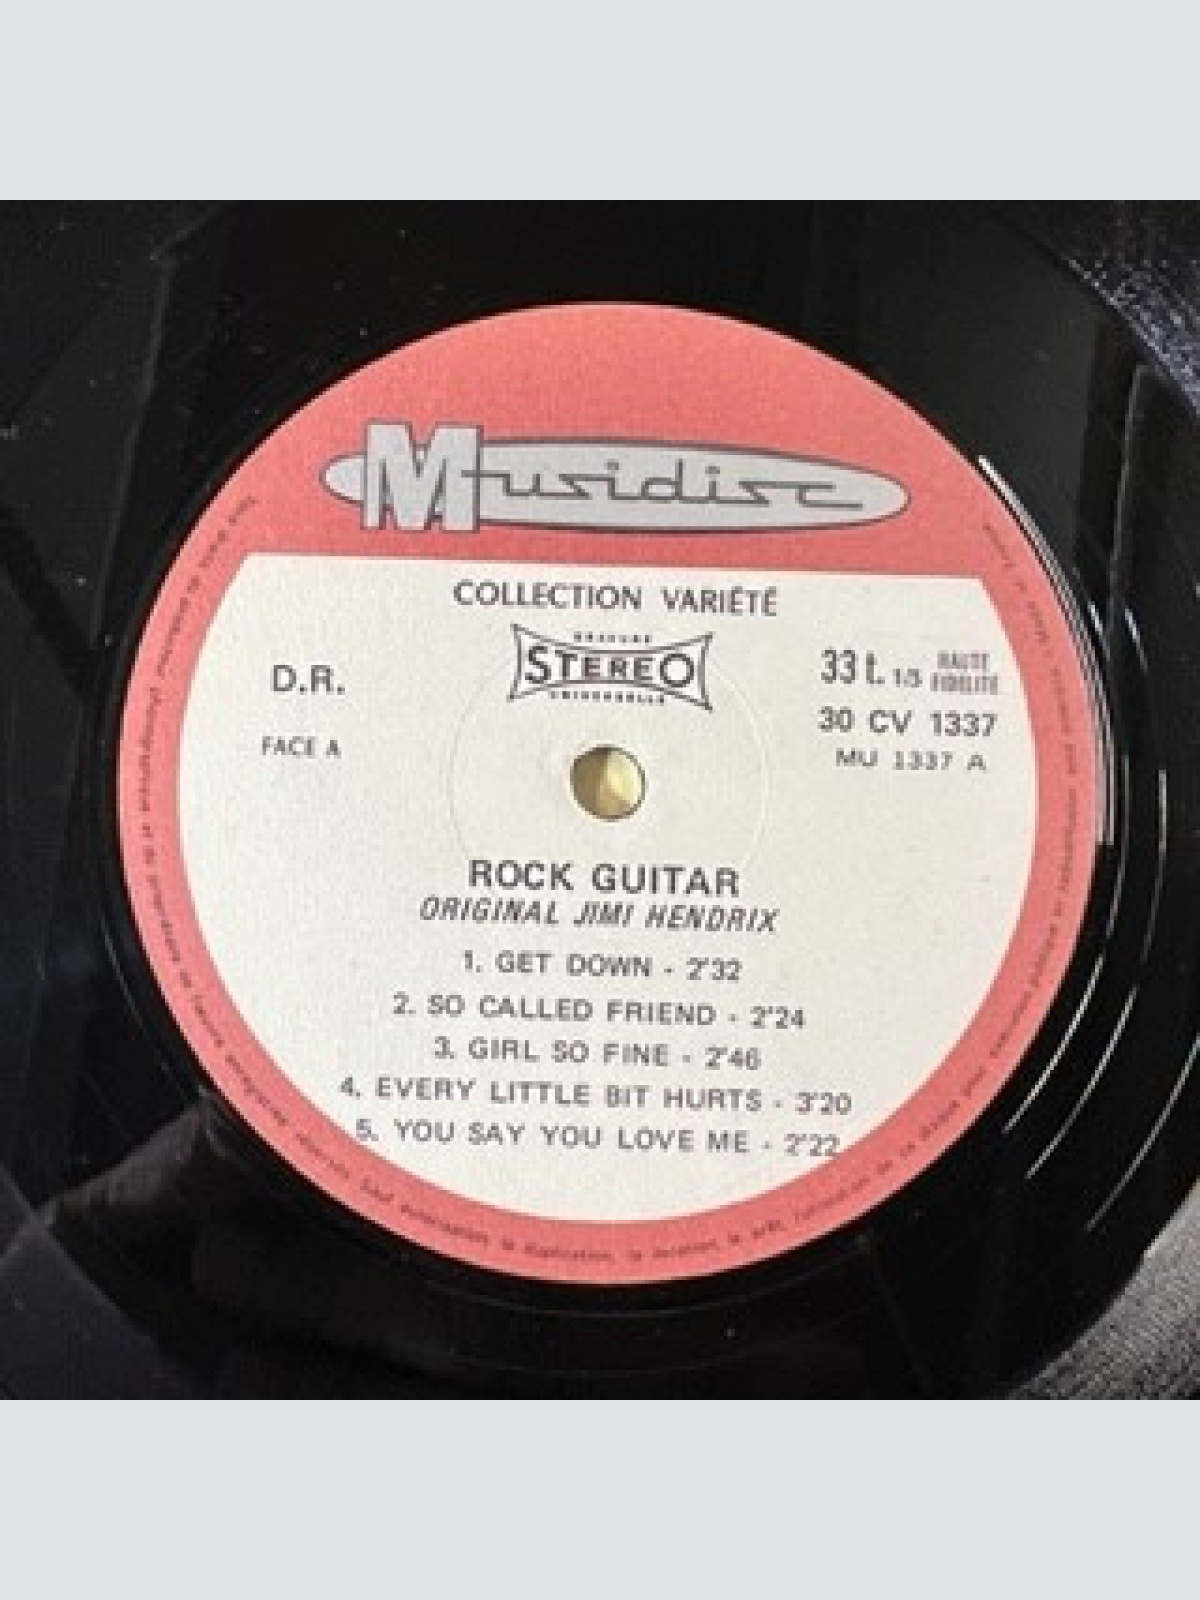 Musidisc
COLLECTION VARIÉTÉ
GRAVURE
STEREO
UNIVERSELLE
D.R.
FACE A
33 t. 1/3 HAUTE FIDELITE
30 CV 1337
MU 1337 A
ROCK GUITAR
ORIGINAL JIMI HENDRIX
1. GET DOWN - 2'32
2. SO CALLED FRIEND - 2'24
3. GIRL SO FINE - 2'46
4. EVERY LITTLE BIT HURTS - 3'20
5. YOU SAY YOU LOVE ME - 2'22